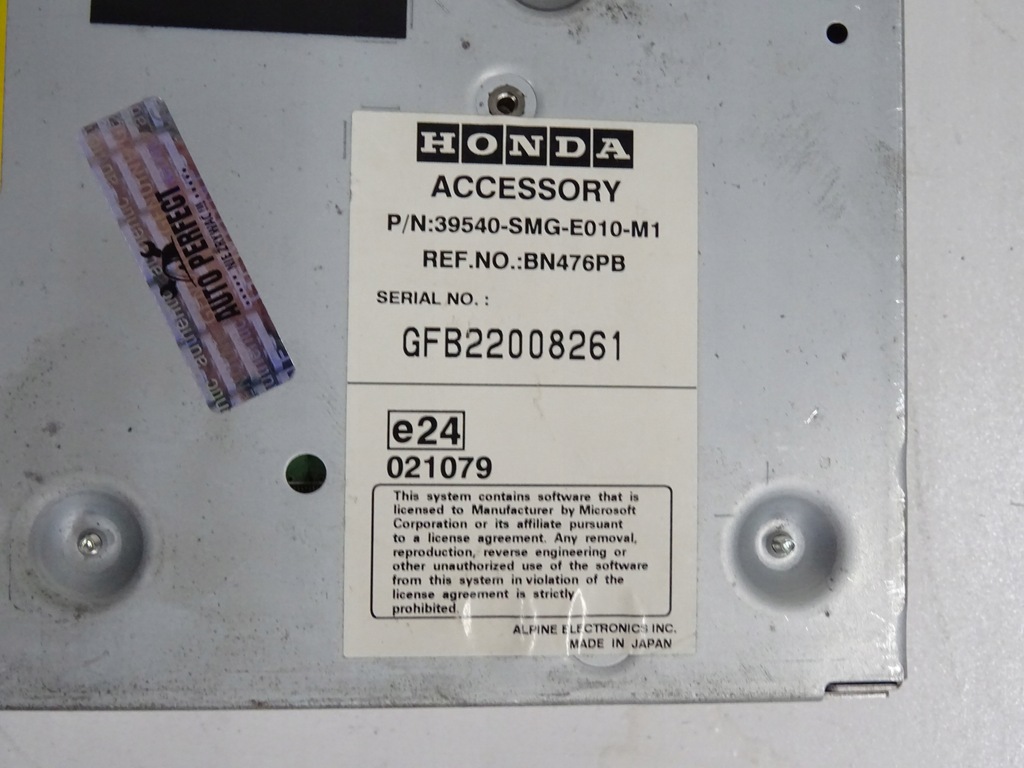 HONDA
ACCESSORY
P/N:39540-SMG-E010-M1
REF.NO.:BN476PB
SERIAL NO. :
GFB22008261
e24
021079
This system contains software that is
licensed to Manufacturer by Microsoft
Corporation or its affiliate pursuant
to a license agreement. Any removal,
reproduction, reverse engineering or
other unauthorized use of the software
from this system in violation of the
license agreement is strictly
prohibited.
ALPINE ELECTRONICS INC.
MADE IN JAPAN
AUTO PERFECT
..... NIE ZRYWAĆ !!! .....